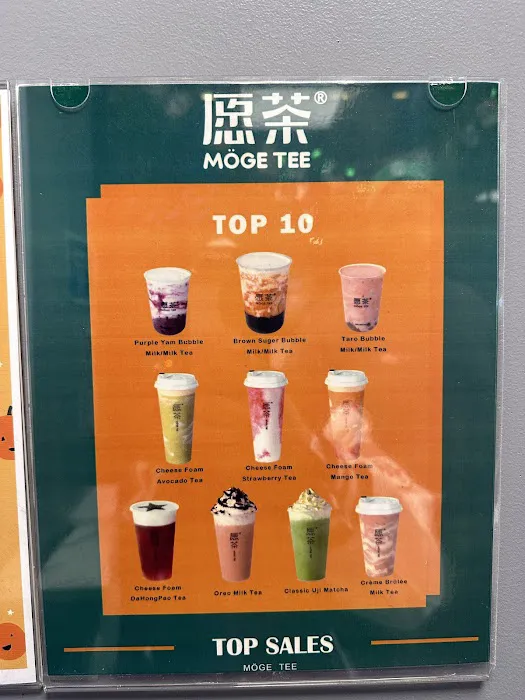 愿茶®
MÖGE TEE
TOP 10
Purple Yam Bubble
Milk/Milk Tea
Brown Suger Bubble
Milk/Milk Tea
Taro Bubble
Milk/Milk Tea
Cheese Foam
Avocado Tea
Cheese Foam
Strawberry Tea
Cheese Foam
Mango Tea
Cheese Foam
DaHongPao Tea
Oreo Milk Tea
Classic Uji Matcha
Crème Brûlée
Milk Tea
TOP SALES
MÖGE TEE